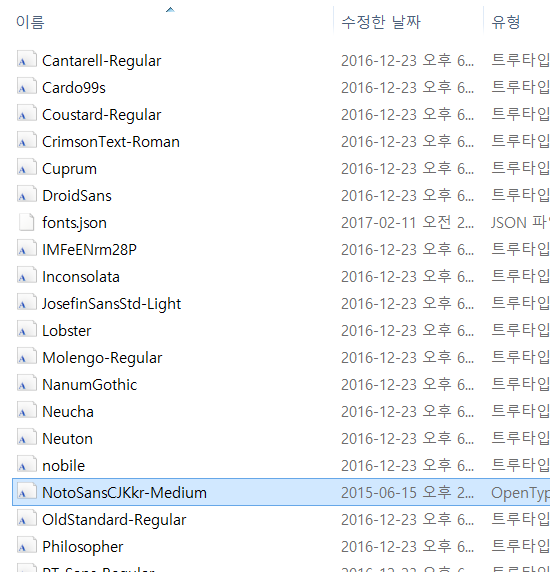 이름 수정한 날짜 유형
Cantarell-Regular 2016-12-23 오후 6... 트루타입
Cardo99s 2016-12-23 오후 6... 트루타입
Coustard-Regular 2016-12-23 오후 6... 트루타입
CrimsonText-Roman 2016-12-23 오후 6... 트루타입
Cuprum 2016-12-23 오후 6... 트루타입
DroidSans 2016-12-23 오후 6... 트루타입
fonts.json 2017-02-11 오전 2... JSON 파일
IMFeENrm28P 2016-12-23 오후 6... 트루타입
Inconsolata 2016-12-23 오후 6... 트루타입
JosefinSansStd-Light 2016-12-23 오후 6... 트루타입
Lobster 2016-12-23 오후 6... 트루타입
Molengo-Regular 2016-12-23 오후 6... 트루타입
NanumGothic 2016-12-23 오후 6... 트루타입
Neucha 2016-12-23 오후 6... 트루타입
Neuton 2016-12-23 오후 6... 트루타입
nobile 2016-12-23 오후 6... 트루타입
NotoSansCJKkr-Medium 2015-06-15 오후 2... OpenTyp
OldStandard-Regular 2016-12-23 오후 6... 트루타입
Philosopher 2016-12-23 오후 6... 트루타입